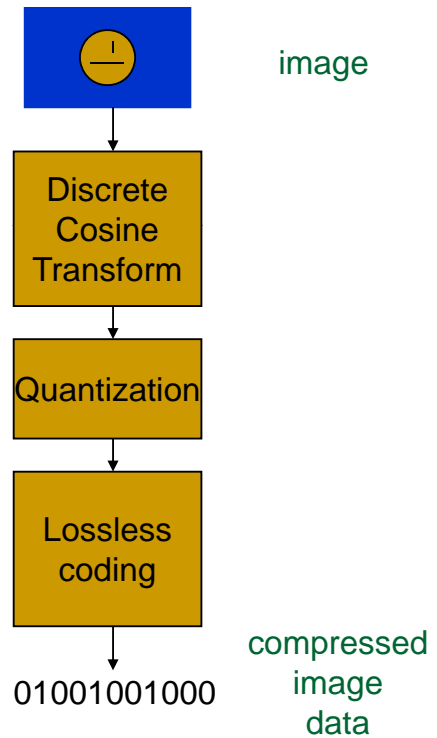 image
Discrete
Cosine
Transform
Quantization
Lossless
coding
01001001000
compressed
image
data